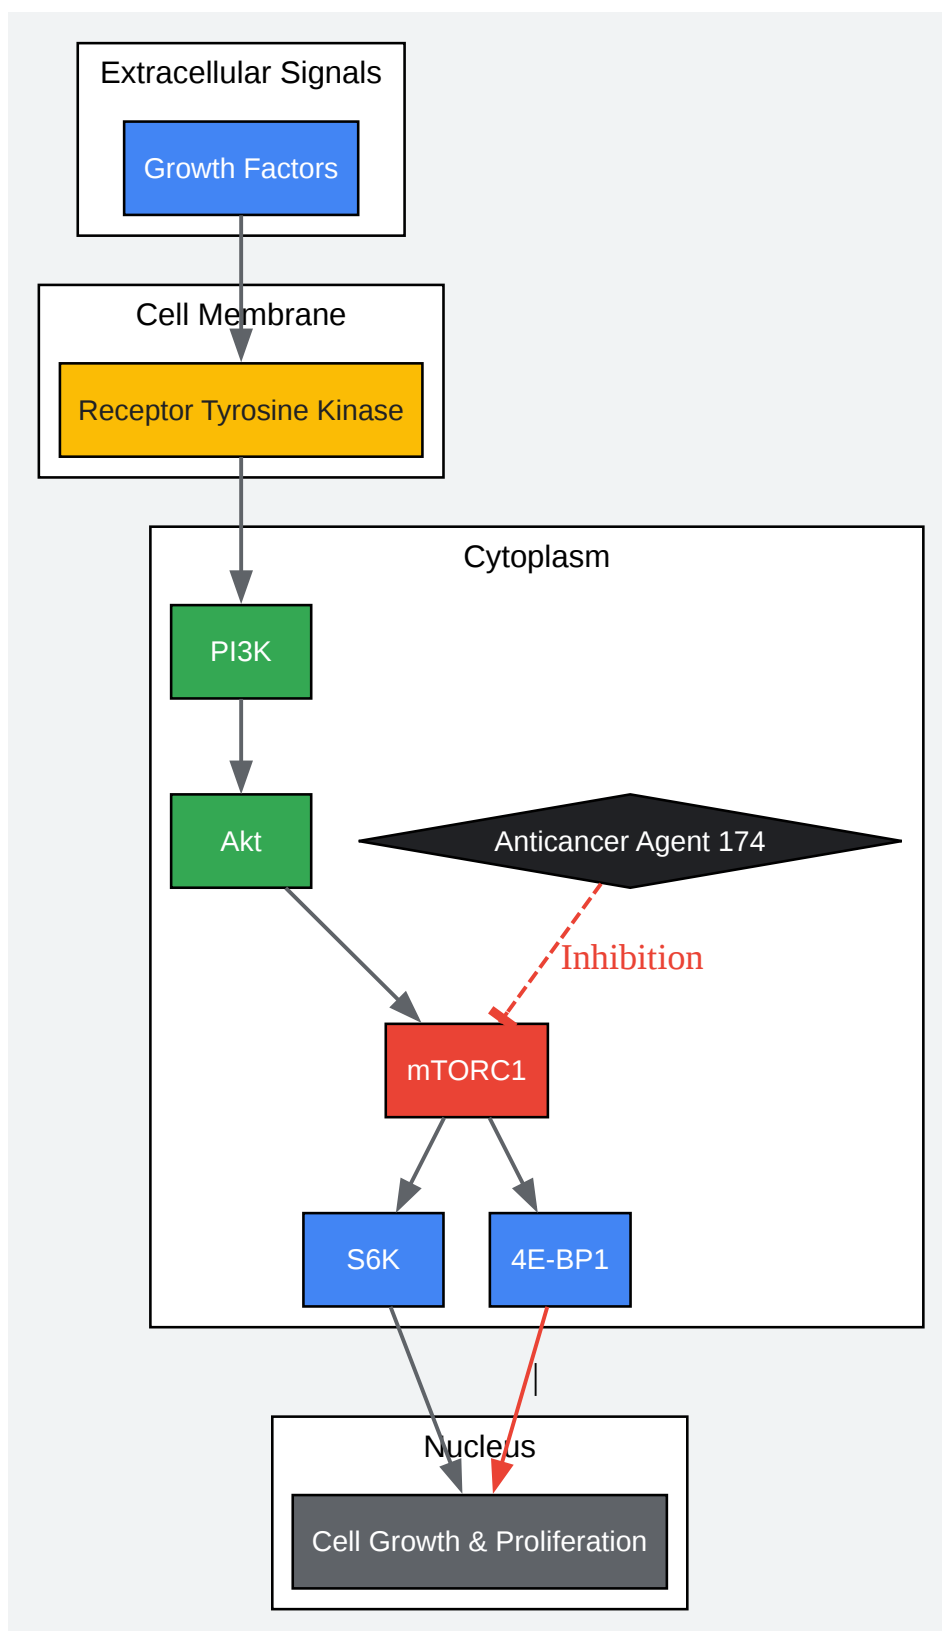 Extracellular Signals
Growth Factors
Cell Membrane
Receptor Tyrosine Kinase
Cytoplasm
PI3K
Akt
Anticancer Agent 174
Inhibition
mTORC1
S6K
4E-BP1
|
Nucleus
Cell Growth & Proliferation